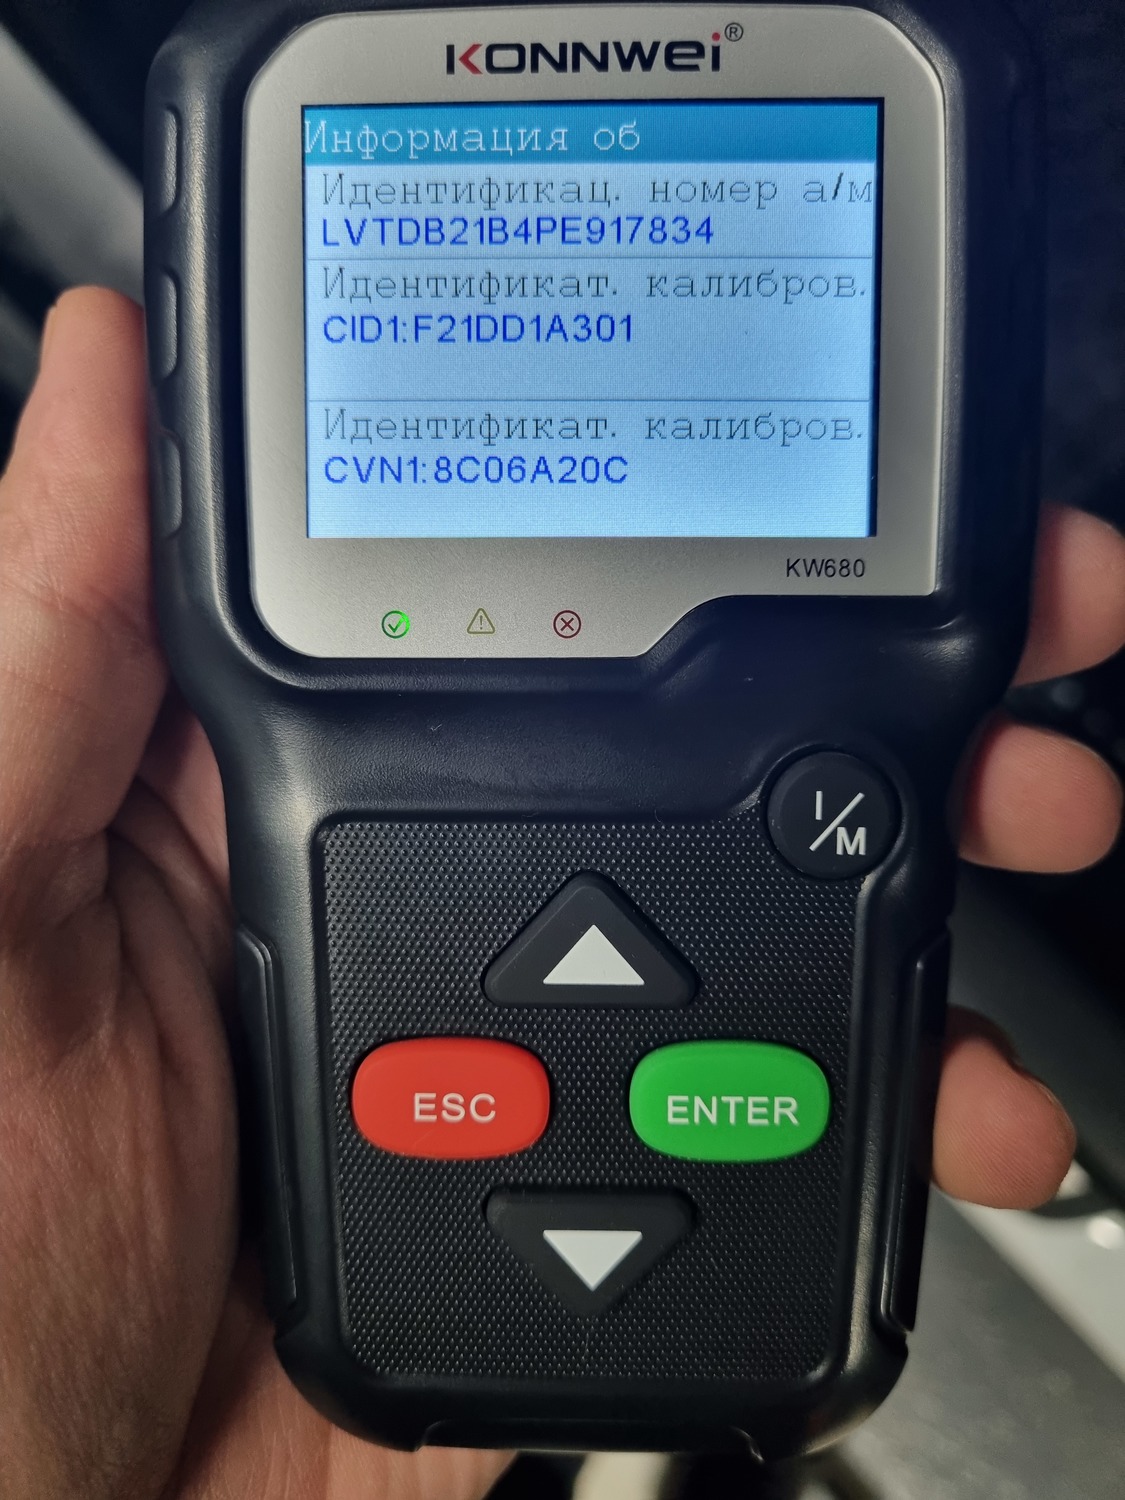 KONNWEI®
Информация об
Идентификац. номер а/м
LVTDB21B4PE917834
Идентификат. калибров.
CID1:F21DD1A301
Идентификат. калибров.
CVN1:8C06A20C
KW680
I/M
ESC
ENTER